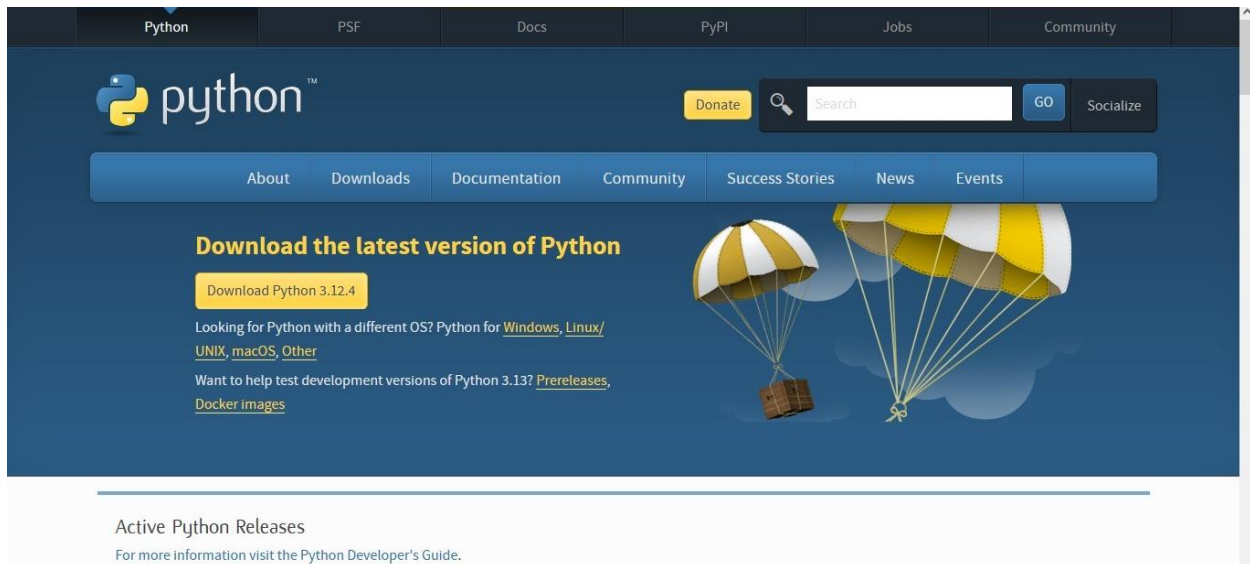 Python PSF Docs PyPI Jobs Community
python™
Donate Search GO Socialize
About Downloads Documentation Community Success Stories News Events
Download the latest version of Python
Download Python 3.12.4
Looking for Python with a different OS? Python for Windows, Linux/
UNIX, macOS, Other
Want to help test development versions of Python 3.13? Prereleases,
Docker images
Active Python Releases
For more information visit the Python Developer's Guide.